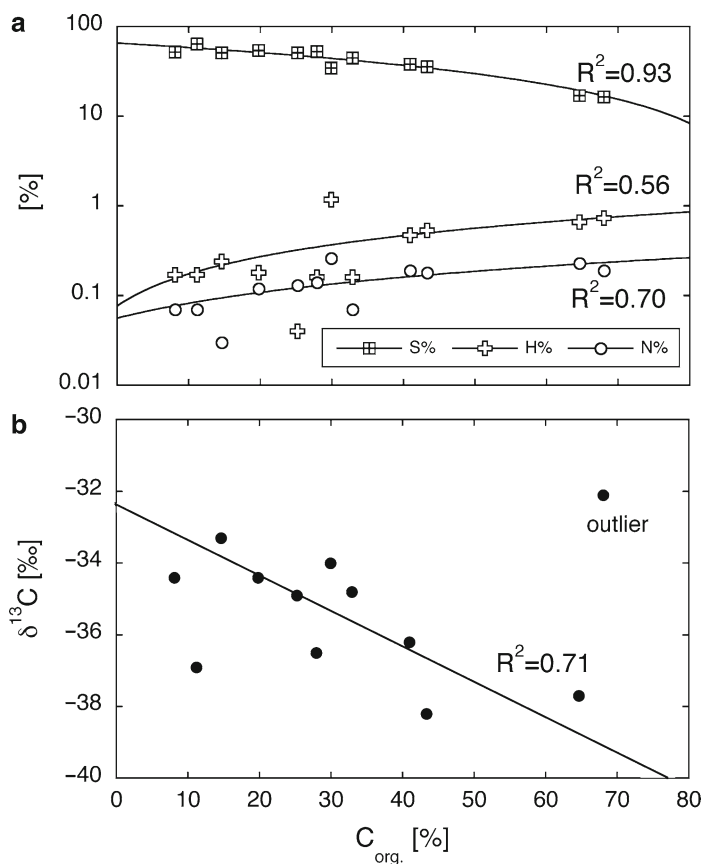 a
100
10
1
0.1
0.01
[%]
R²=0.93
R²=0.56
R²=0.70
S% H% N%
b
−30
−32
−34
−36
−38
−40
δ¹³C [‰]
outlier
R²=0.71
0 10 20 30 40 50 60 70 80
C org. [%]